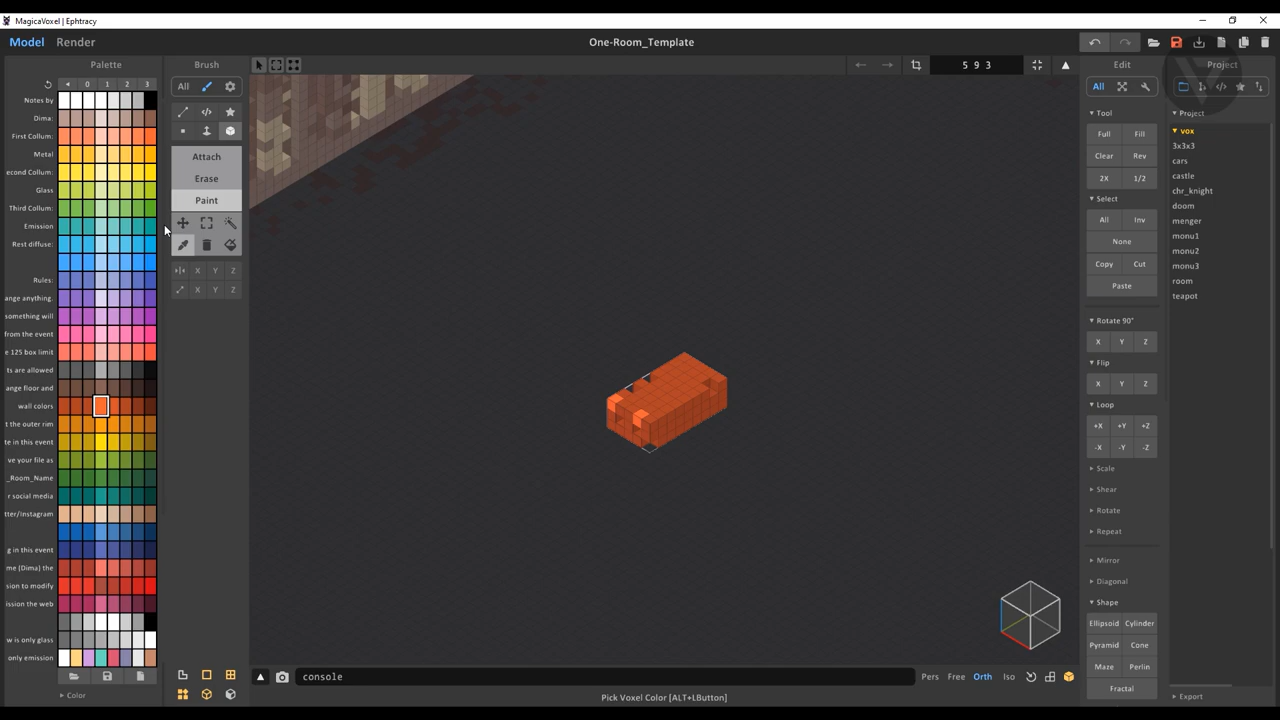 MagicaVoxel | Ephtracy
Model
Render
One-Room_Template
Palette
Brush
5 9 3
Edit
Project
0
1
2
3
All
All
Notes by
Dima:
First Collum:
Metal
econd Collum:
Glass
Third Collum:
Emission
Rest diffuse:
Rules:
ange anything.
something will
from the event
e 125 box limit
ts are allowed
ange floor and
wall colors
t the outer rim
te in this event
ve your file as
_Room_Name
r social media
tter/Instagram
g in this event
me (Dima) the
sion to modify
ission the web
w is only glass
only emission
Color
Attach
Erase
Paint
X Y Z
X Y Z
console
Pers
Free
Orth
Iso
Pick Voxel Color [ALT+LButton]
Tool
Full
Fill
Clear
Rev
2X
1/2
Select
All
Inv
None
Copy
Cut
Paste
Rotate 90°
X
Y
Z
Flip
X
Y
Z
Loop
+X
+Y
+Z
-X
-Y
-Z
Scale
Shear
Rotate
Repeat
Mirror
Diagonal
Shape
Ellipsoid
Cylinder
Pyramid
Cone
Maze
Perlin
Fractal
Project
vox
3x3x3
cars
castle
chr_knight
doom
menger
monu1
monu2
monu3
room
teapot
Export